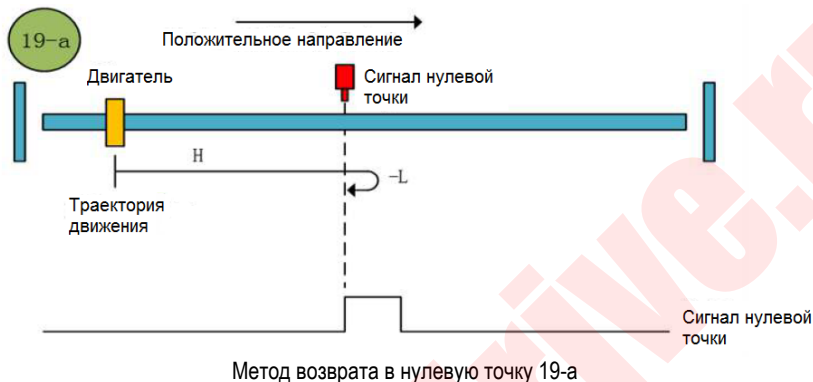 19-a
Положительное направление
Двигатель
Сигнал нулевой
точки
H
-L
Траектория
движения
Сигнал нулевой
точки
Метод возврата в нулевую точку 19-а